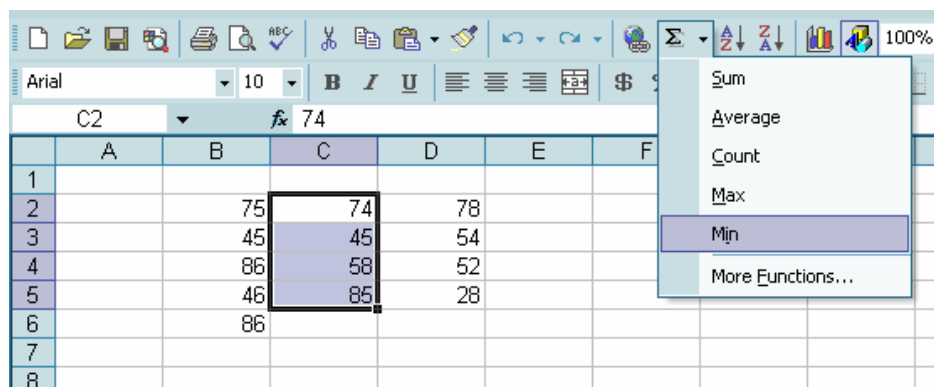 ABC Σ A Z Z A 100%
Arial 10 B I U a $
C2 fx 74
A B C D E F
1
2 75 74 78
3 45 45 54
4 86 58 52
5 46 85 28
6 86
7
8
Sum
Average
Count
Max
Min
More Functions...